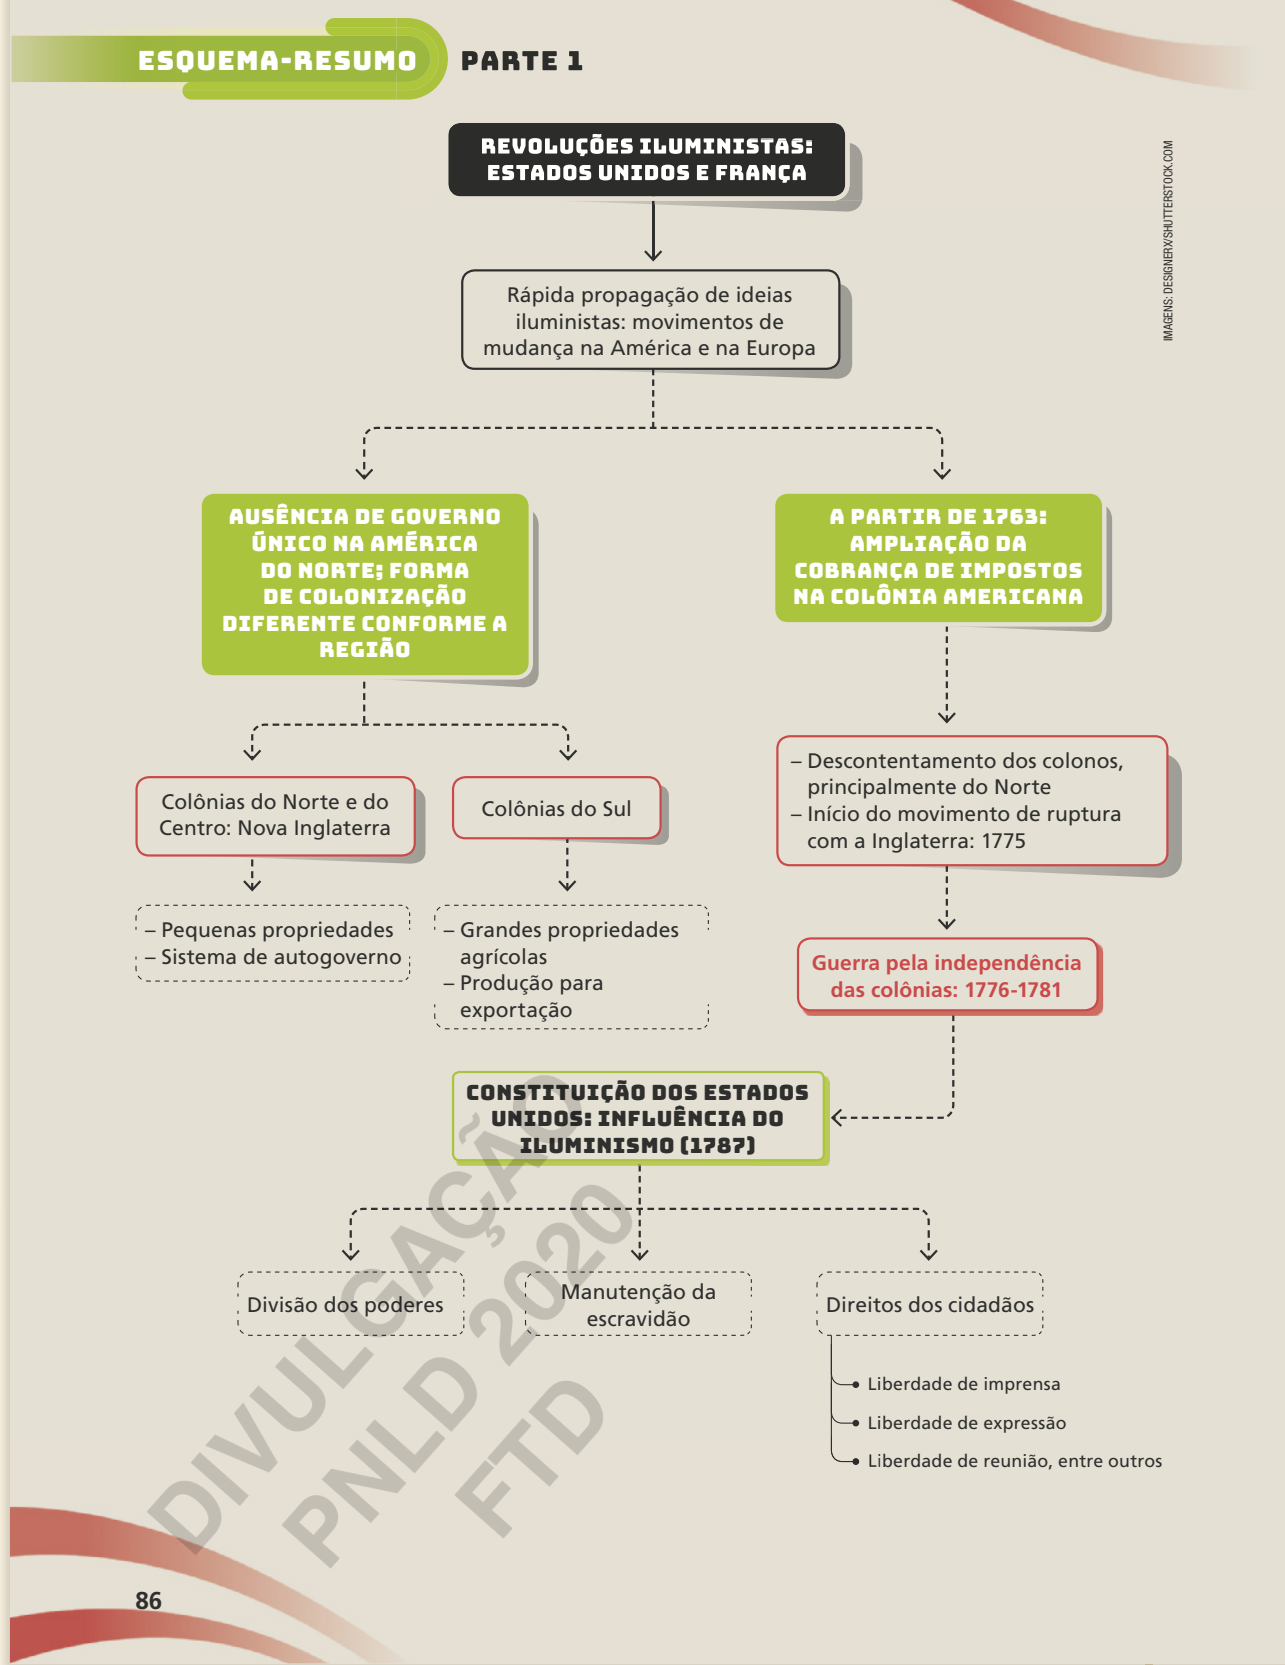 ESQUEMA-RESUMO PARTE 1
REVOLUÇÕES ILUMINISTAS:
ESTADOS UNIDOS E FRANÇA
IMAGENS: DESIGNERX/SHUTTERSTOCK.COM
Rápida propagação de ideias
iluministas: movimentos de
mudança na América e na Europa
AUSÊNCIA DE GOVERNO
ÚNICO NA AMÉRICA
DO NORTE; FORMA
DE COLONIZAÇÃO
DIFERENTE CONFORME A
REGIÃO
A PARTIR DE 1763:
AMPLIAÇÃO DA
COBRANÇA DE IMPOSTOS
NA COLÔNIA AMERICANA
Colônias do Norte e do
Centro: Nova Inglaterra
Colônias do Sul
– Descontentamento dos colonos,
principalmente do Norte
– Início do movimento de ruptura
com a Inglaterra: 1775
– Pequenas propriedades
– Sistema de autogoverno
– Grandes propriedades
agrícolas
– Produção para
exportação
Guerra pela independência
das colônias: 1776-1781
CONSTITUIÇÃO DOS ESTADOS
UNIDOS: INFLUÊNCIA DO
ILUMINISMO (1787)
Divisão dos poderes
Manutenção da
escravidão
Direitos dos cidadãos
Liberdade de imprensa
Liberdade de expressão
Liberdade de reunião, entre outros
DIVULGAÇÃO
PNLD 2020
FTD
86